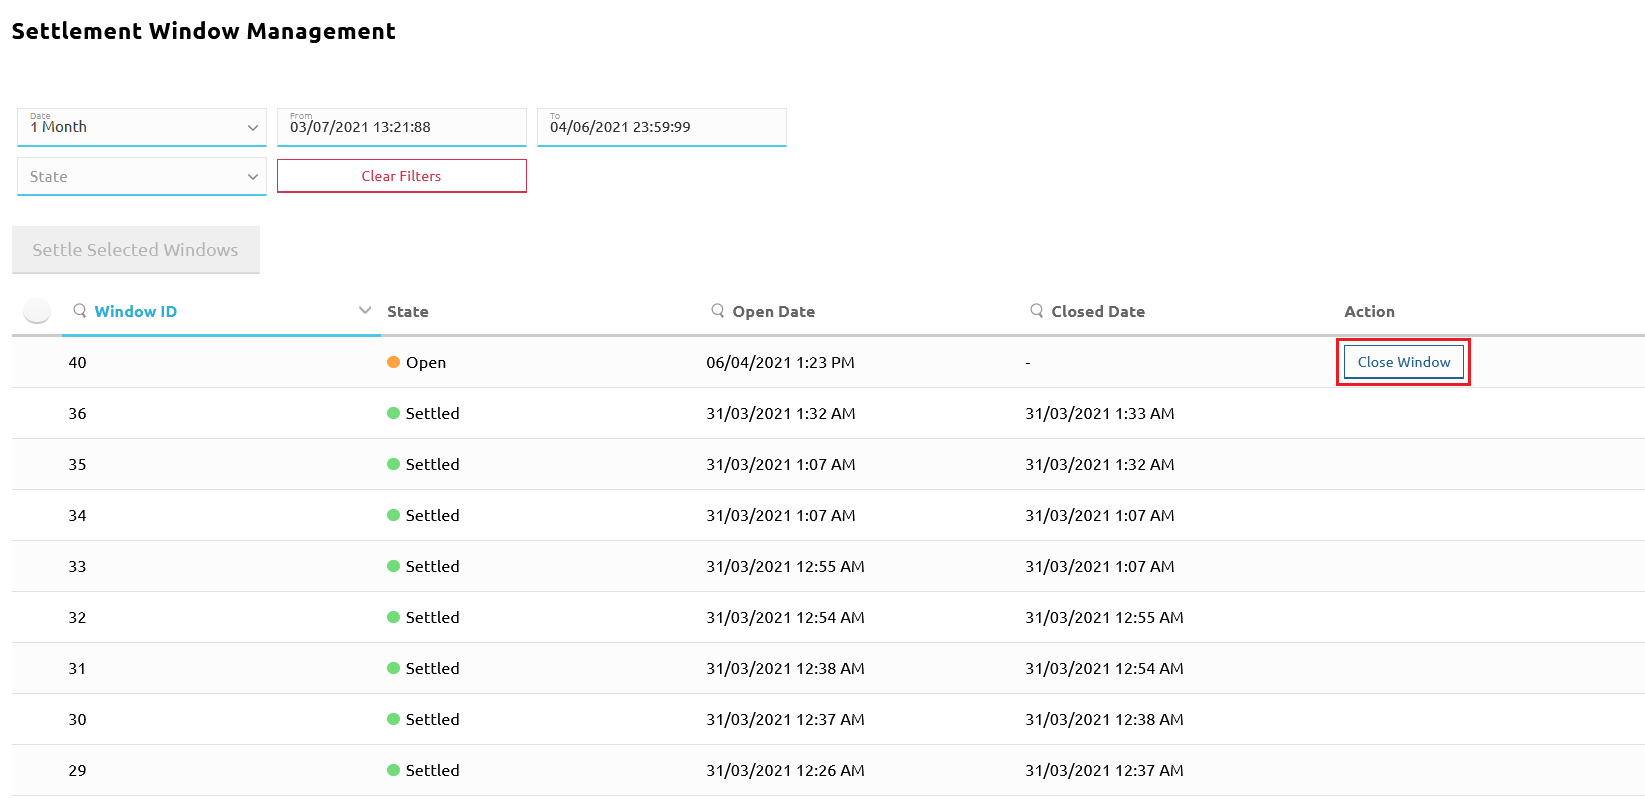 Settlement Window Management
Date From To
1 Month 03/07/2021 13:21:88 04/06/2021 23:59:99
State Clear Filters
Settle Selected Windows
Window ID State Open Date Closed Date Action
40 Open 06/04/2021 1:23 PM - Close Window
36 Settled 31/03/2021 1:32 AM 31/03/2021 1:33 AM
35 Settled 31/03/2021 1:07 AM 31/03/2021 1:32 AM
34 Settled 31/03/2021 1:07 AM 31/03/2021 1:07 AM
33 Settled 31/03/2021 12:55 AM 31/03/2021 1:07 AM
32 Settled 31/03/2021 12:54 AM 31/03/2021 12:55 AM
31 Settled 31/03/2021 12:38 AM 31/03/2021 12:54 AM
30 Settled 31/03/2021 12:37 AM 31/03/2021 12:38 AM
29 Settled 31/03/2021 12:26 AM 31/03/2021 12:37 AM